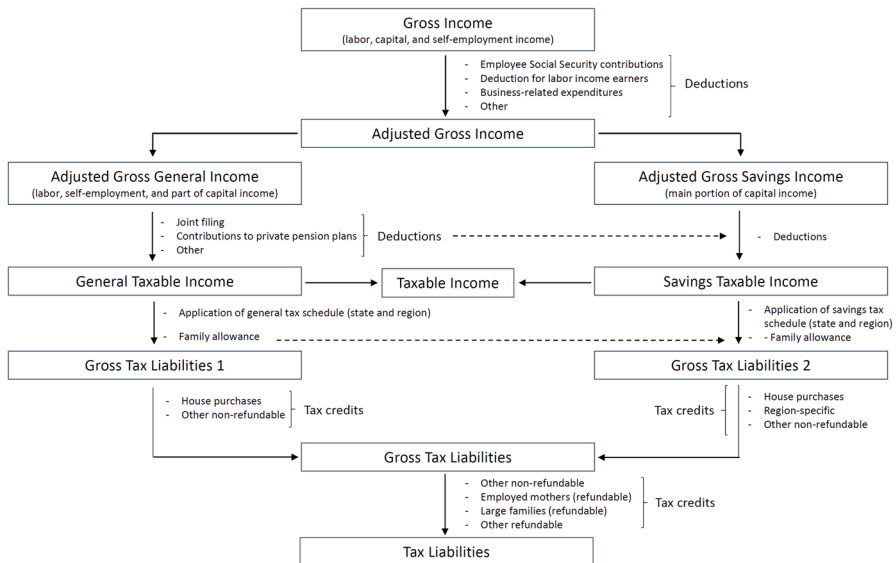 Gross Income
(labor, capital, and self-employment income)
- Employee Social Security contributions
- Deduction for labor income earners
- Business-related expenditures
- Other
Deductions
Adjusted Gross Income
Adjusted Gross General Income
(labor, self-employment, and part of capital income)
Adjusted Gross Savings Income
(main portion of capital income)
- Joint filing
- Contributions to private pension plans
- Other
Deductions
- Deductions
General Taxable Income
Taxable Income
Savings Taxable Income
- Application of general tax schedule (state and region)
- Family allowance
- Application of savings tax
schedule (state and region)
- - Family allowance
Gross Tax Liabilities 1
Gross Tax Liabilities 2
- House purchases
- Other non-refundable
Tax credits
Tax credits
- House purchases
- Region-specific
- Other non-refundable
Gross Tax Liabilities
- Other non-refundable
- Employed mothers (refundable)
- Large families (refundable)
- Other refundable
Tax credits
Tax Liabilities